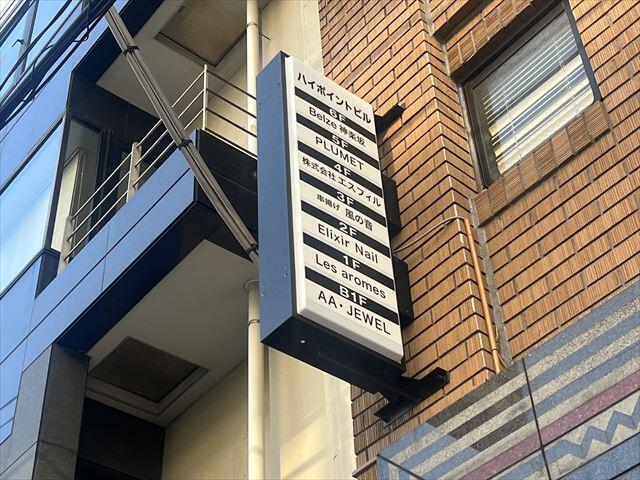 ハイポイントビル
6F
Belze 神楽坂
5F
PLUMET
4F
株式会社 エスフィル
3F
串揚げ 風の音
2F
Elixir Nail
1F
Les aromes
B1F
AA・JEWEL